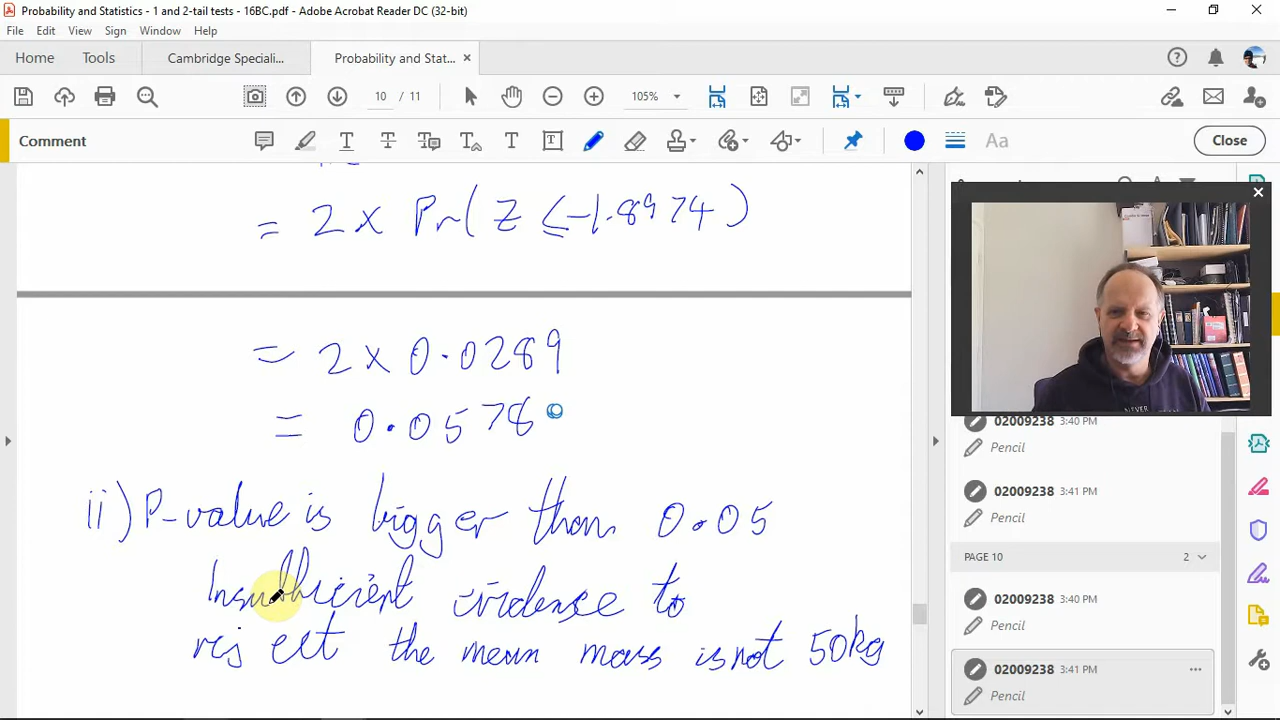 Probability and Statistics - 1 and 2-tail tests - 16BC.pdf - Adobe Acrobat Reader DC (32-bit)
File Edit View Sign Window Help
Home Tools Cambridge Speciali... Probability and Stat... ×
10 / 11 105%
Comment Close
= 2 × Pr( Z ≤ -1.8974 )
= 2 × 0.0289
= 0.0578
ii) P-value is bigger than 0.05
Insufficient evidence to
reject the mean mass is not 50kg
02009238 3:40 PM
Pencil
02009238 3:41 PM
Pencil
PAGE 10 2
02009238 3:40 PM
Pencil
02009238 3:41 PM ...
Pencil